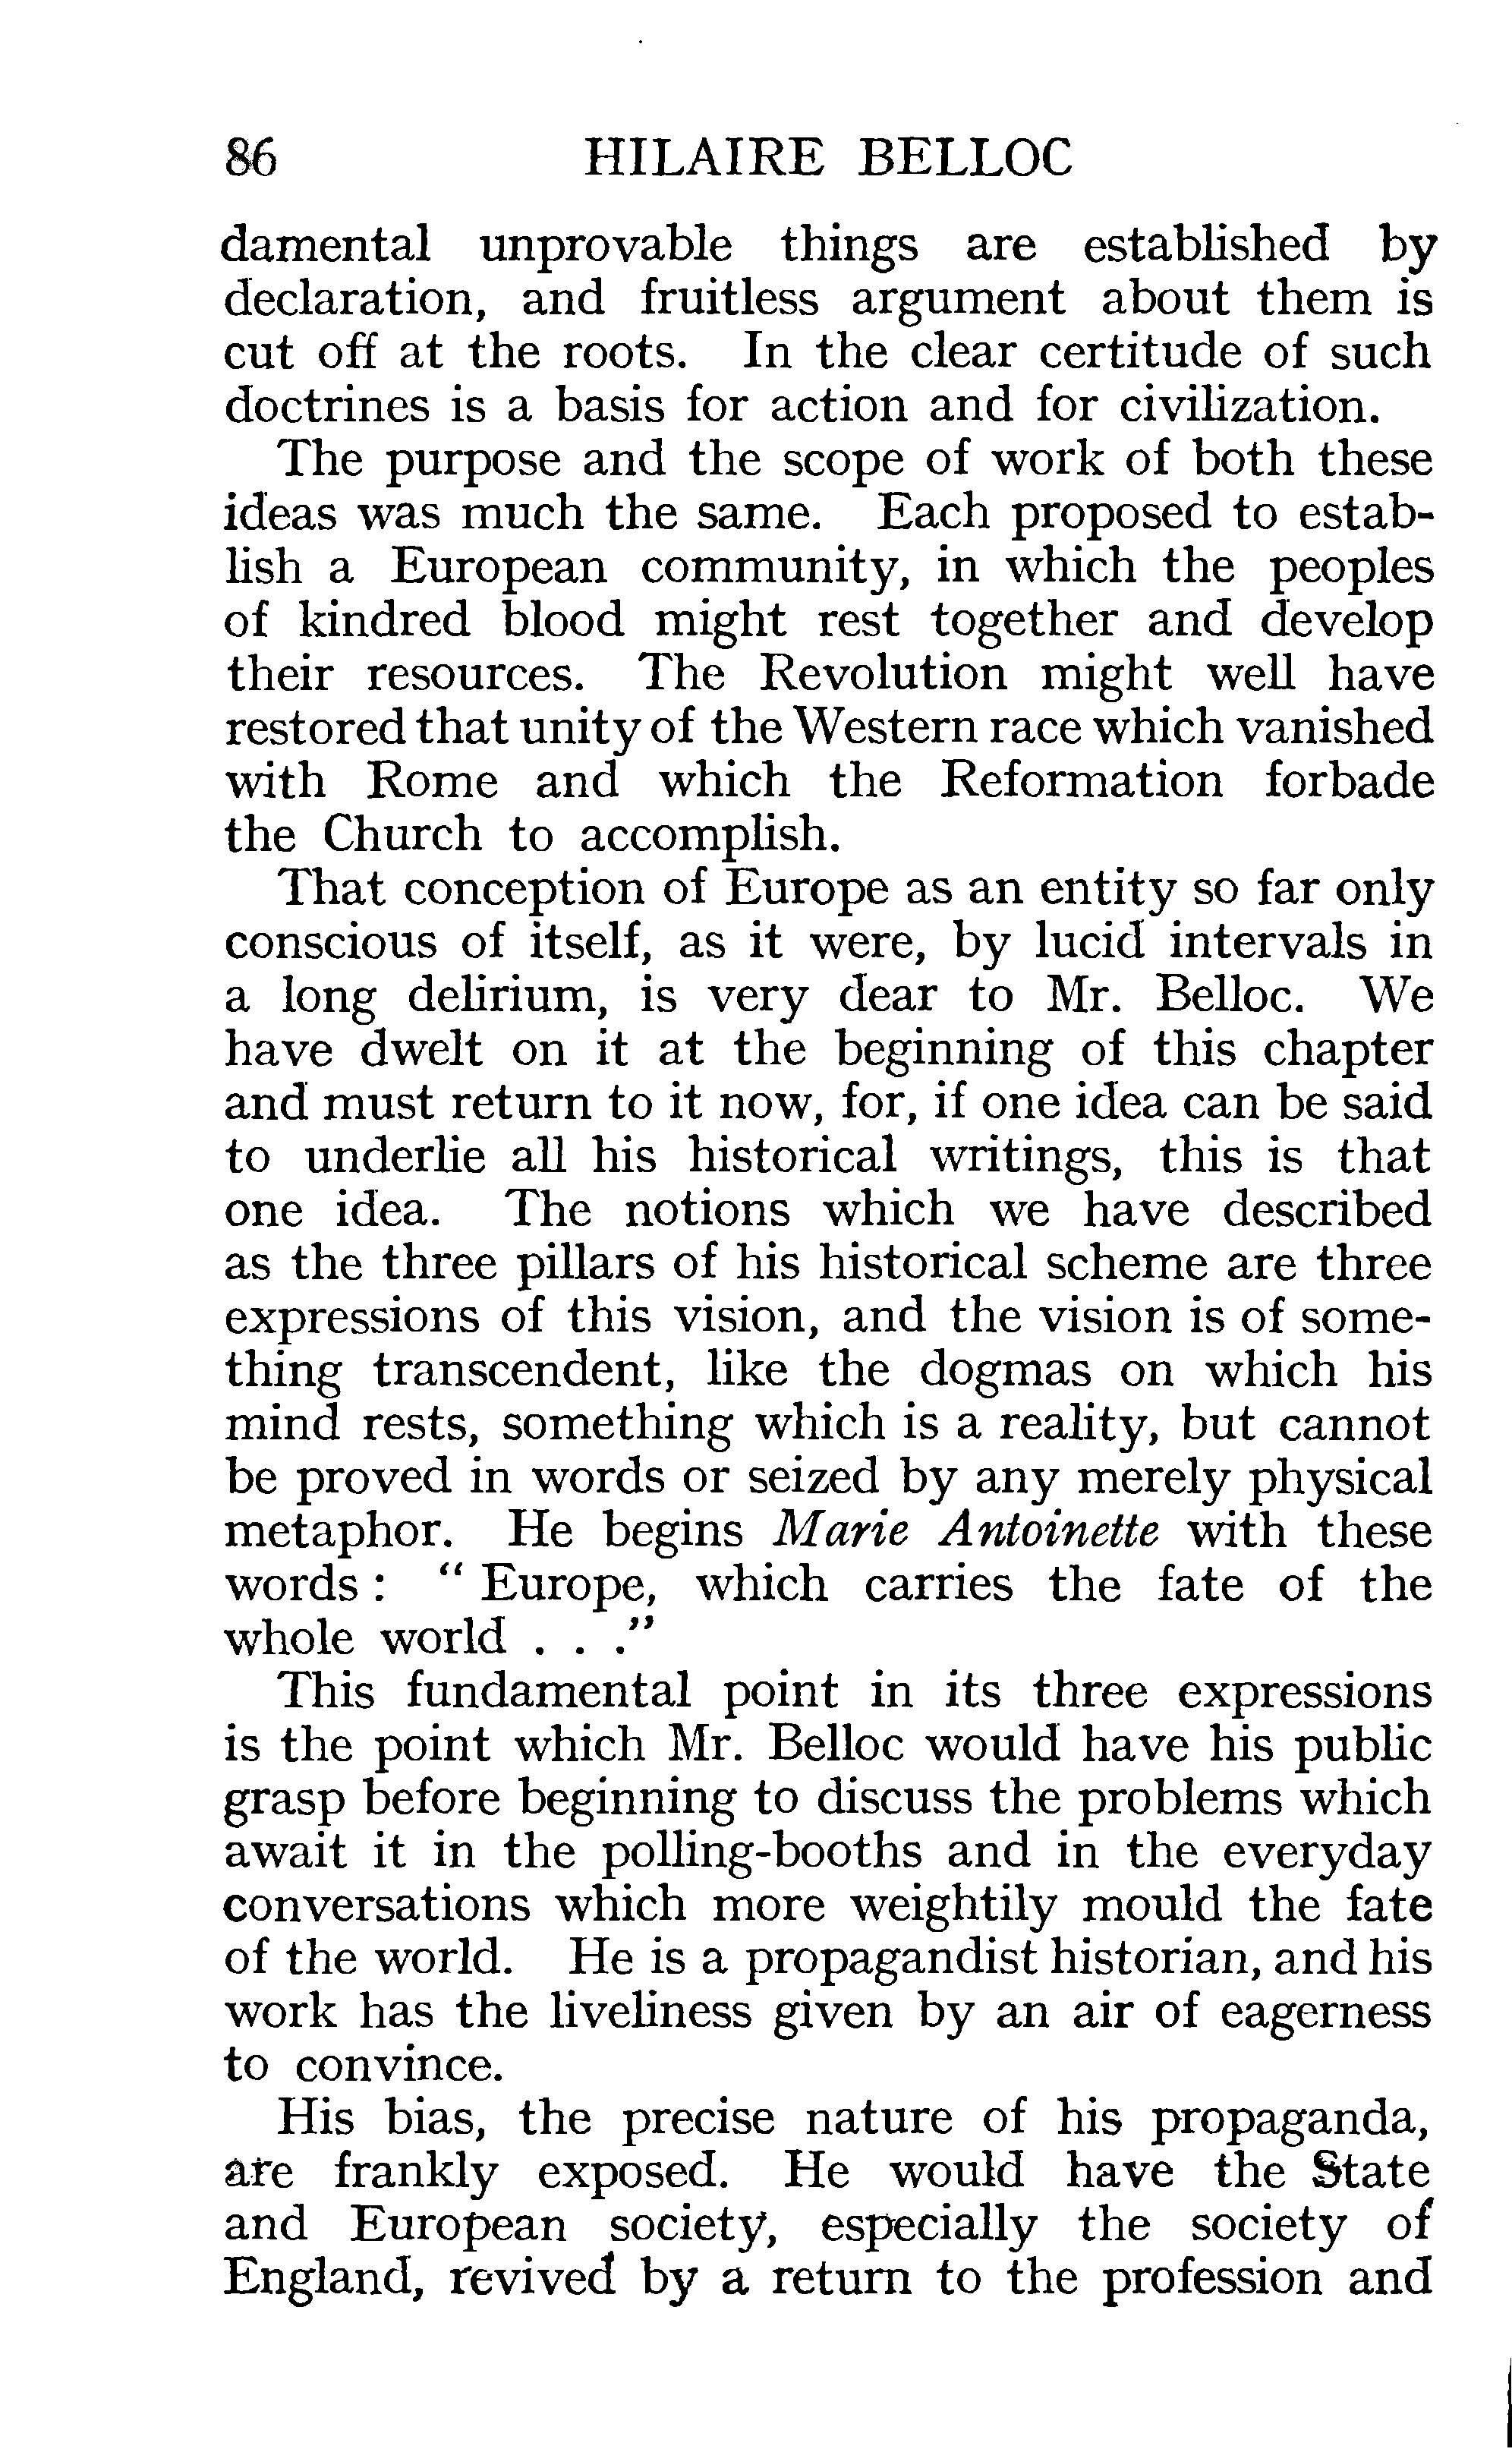 86 HILAIRE BELLOC
damental unprovable things are established by
declaration, and fruitless argument about them is
cut off at the roots. In the clear certitude of such
doctrines is a basis for action and for civilization.
The purpose and the scope of work of both these
ideas was much the same. Each proposed to estab-
lish a European community, in which the peoples
of kindred blood might rest together and develop
their resources. The Revolution might well have
restored that unity of the Western race which vanished
with Rome and which the Reformation forbade
the Church to accomplish.
That conception of Europe as an entity so far only
conscious of itself, as it were, by lucid intervals in
a long delirium, is very dear to Mr. Belloc. We
have dwelt on it at the beginning of this chapter
and must return to it now, for, if one idea can be said
to underlie all his historical writings, this is that
one idea. The notions which we have described
as the three pillars of his historical scheme are three
expressions of this vision, and the vision is of some-
thing transcendent, like the dogmas on which his
mind rests, something which is a reality, but cannot
be proved in words or seized by any merely physical
metaphor. He begins Marie Antoinette with these
words : “ Europe, which carries the fate of the
whole world . . .”
This fundamental point in its three expressions
is the point which Mr. Belloc would have his public
grasp before beginning to discuss the problems which
await it in the polling-booths and in the everyday
conversations which more weightily mould the fate
of the world. He is a propagandist historian, and his
work has the liveliness given by an air of eagerness
to convince.
His bias, the precise nature of his propaganda,
are frankly exposed. He would have the State
and European society, especially the society of
England, revived by a return to the profession and